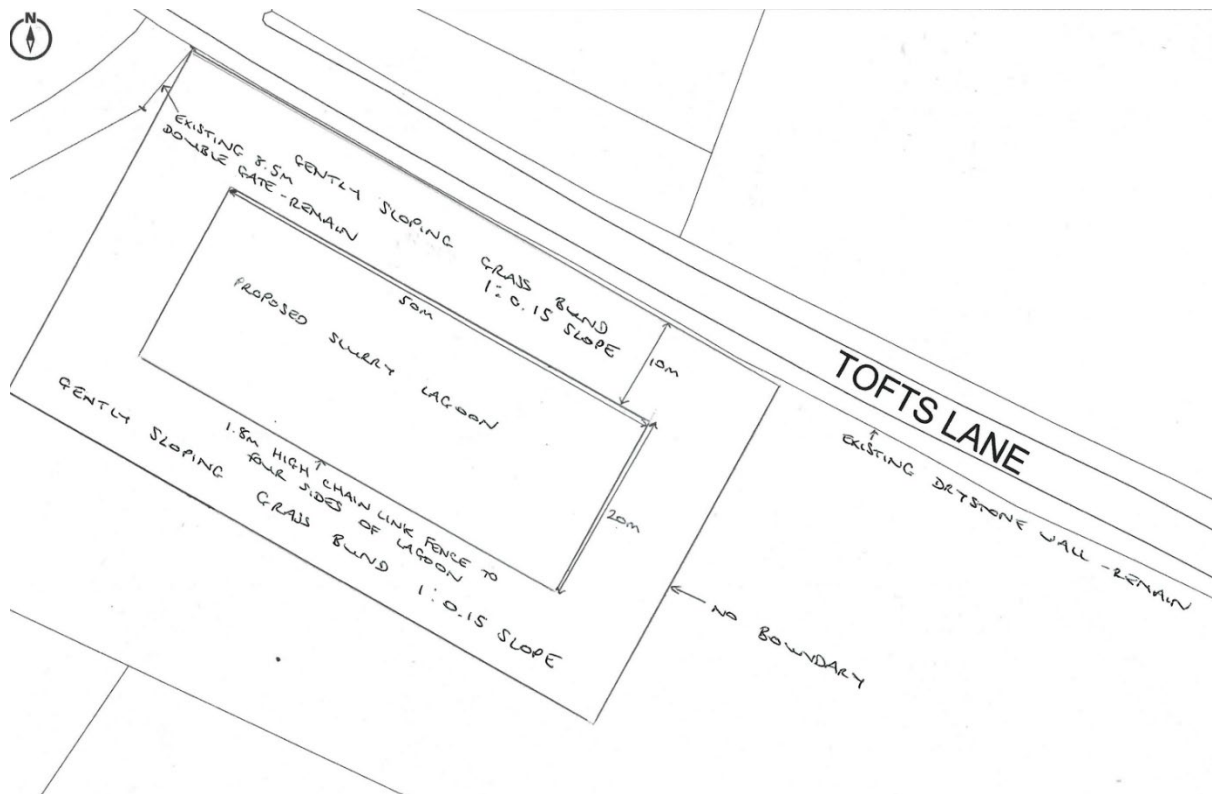 N
EXISTING 8.5m
DOUBLE GATE - REMAIN
GENTLY SLOPING GRASS BUND
1:0.15 SLOPE
50m
PROPOSED SLURRY LAGOON
10m
TOFTS LANE
EXISTING DRYSTONE WALL - REMAIN
20m
1.8m HIGH CHAIN LINK FENCE TO
FOUR SIDES OF LAGOON
GENTLY SLOPING GRASS BUND 1:0.15 SLOPE
NO BOUNDARY